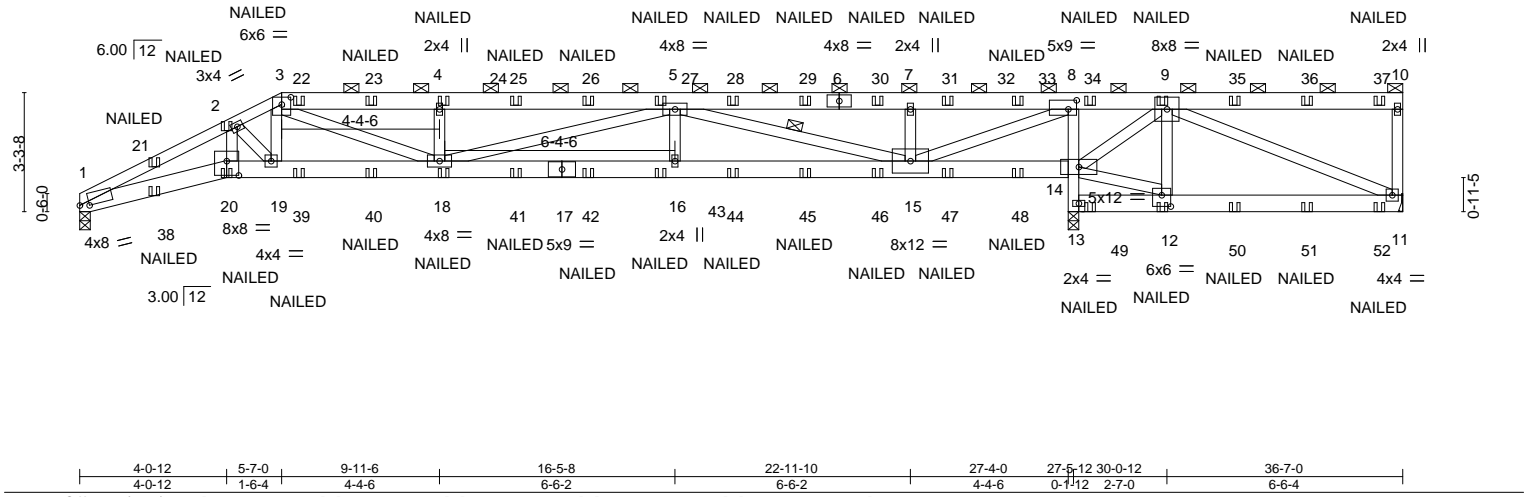 NAILED NAILED NAILED NAILED NAILED NAILED NAILED NAILED NAILED NAILED
6x6 =
6.00 12 NAILED NAILED 2x4 || NAILED NAILED 4x8 = 4x8 = 2x4 || NAILED 5x9 = 8x8 = NAILED NAILED 2x4 ||
3x4 3 22 23 4 24 25 26 5 27 28 29 6 30 7 31 32 33 8 34 9 35 36 37 10
2
NAILED
4-4-6
21
6-4-6
3-3-8
1
0-6-0
0-11-5
14 5x12 =
20 19 39 40 18 41 17 42 16 43 44 45 46 15 47 48 13 49 12 50 51 52 11
4x8 38 8x8 = NAILED 4x8 = NAILED 5x9 = 2x4 || NAILED 8x12 = NAILED
NAILED 4x4 = NAILED NAILED NAILED NAILED NAILED NAILED 2x4 = 6x6 = NAILED NAILED 4x4 =
3.00 12 NAILED NAILED NAILED NAILED NAILED
4-0-12 5-7-0 9-11-6 16-5-8 22-11-10 27-4-0 27-5-12 30-0-12 36-7-0
4-0-12 1-6-4 4-4-6 6-6-2 6-6-2 4-4-6 0-1-12 2-7-0 6-6-4